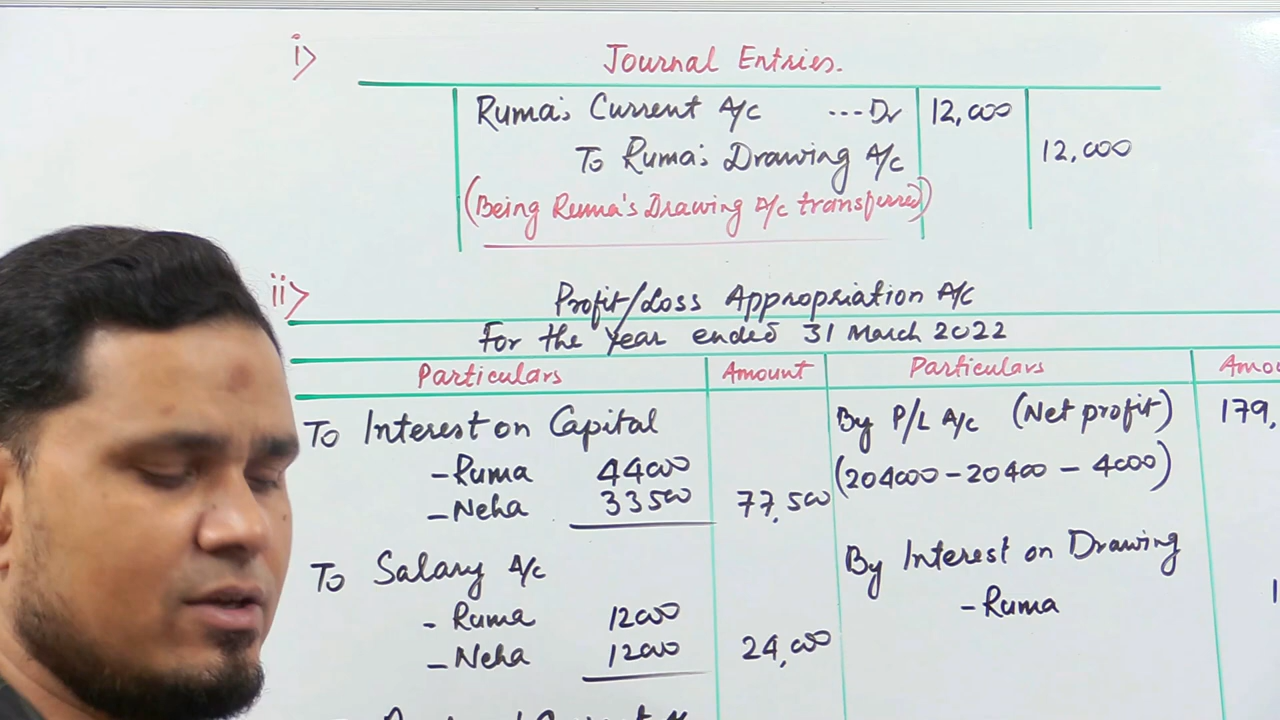 i>
Journal Entries.
Ruma's Current A/c ---Dr 12,000
To Ruma's Drawing A/c 12,000
(Being Ruma's Drawing A/c transferred)
ii>
Profit/Loss Appropriation A/c
For the Year ended 31 March 2022
Particulars Amount Particulars Amou
To Interest on Capital
-Ruma 44000
-Neha 33500 77,500
To Salary A/c
- Ruma 12000
-Neha 12000 24,000
By P/L A/c (Net profit) 179,
(204000-20400-4000)
By Interest on Drawing
-Ruma 1